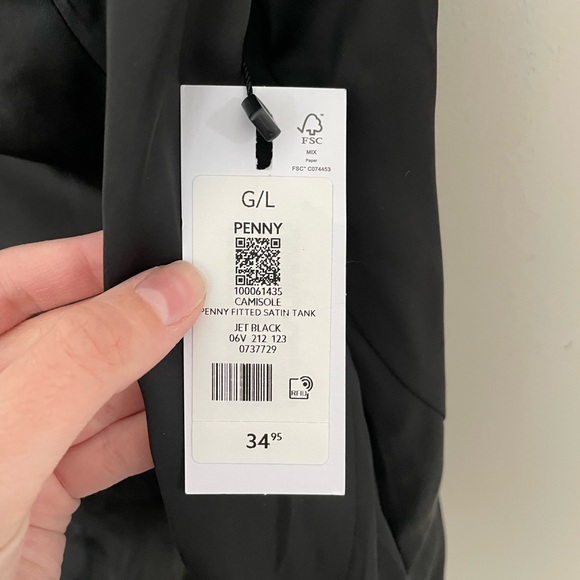 FSC
MIX
Paper
FSC® C074453
G/L
PENNY
100061435
CAMISOLE
PENNY FITTED SATIN TANK
JET BLACK
06V 212 123
0737729
RFID
34.95